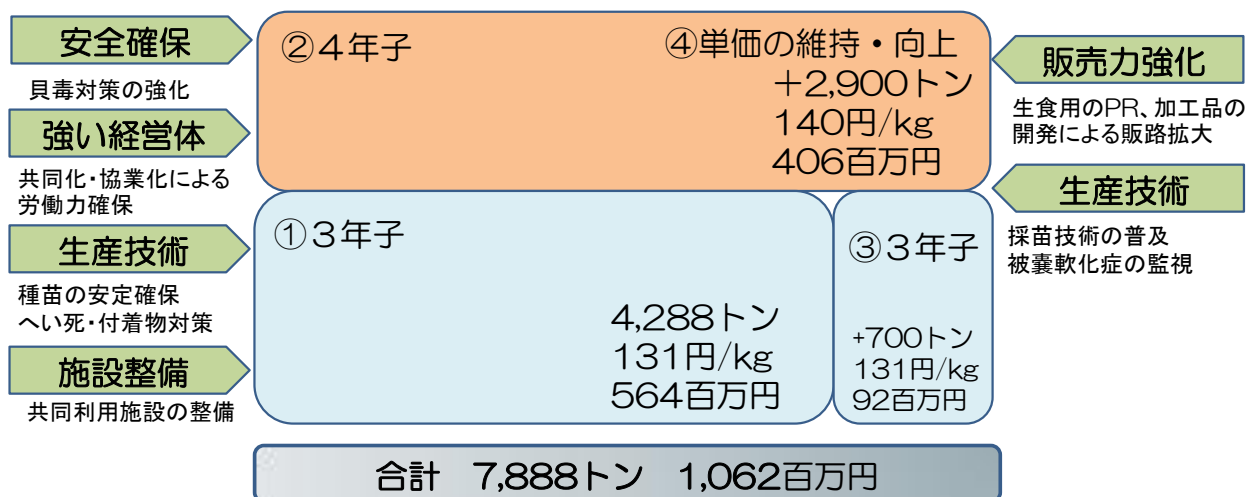 安全確保
貝毒対策の強化
強い経営体
共同化・協業化による
労働力確保
生産技術
種苗の安定確保
へい死・付着物対策
施設整備
共同利用施設の整備
②4年子
④単価の維持・向上
+2,900トン
140円/kg
406百万円
①3年子
4,288トン
131円/kg
564百万円
③3年子
+700トン
131円/kg
92百万円
販売力強化
生食用のPR、加工品の
開発による販路拡大
生産技術
採苗技術の普及
被嚢軟化症の監視
合計 7,888トン 1,062百万円